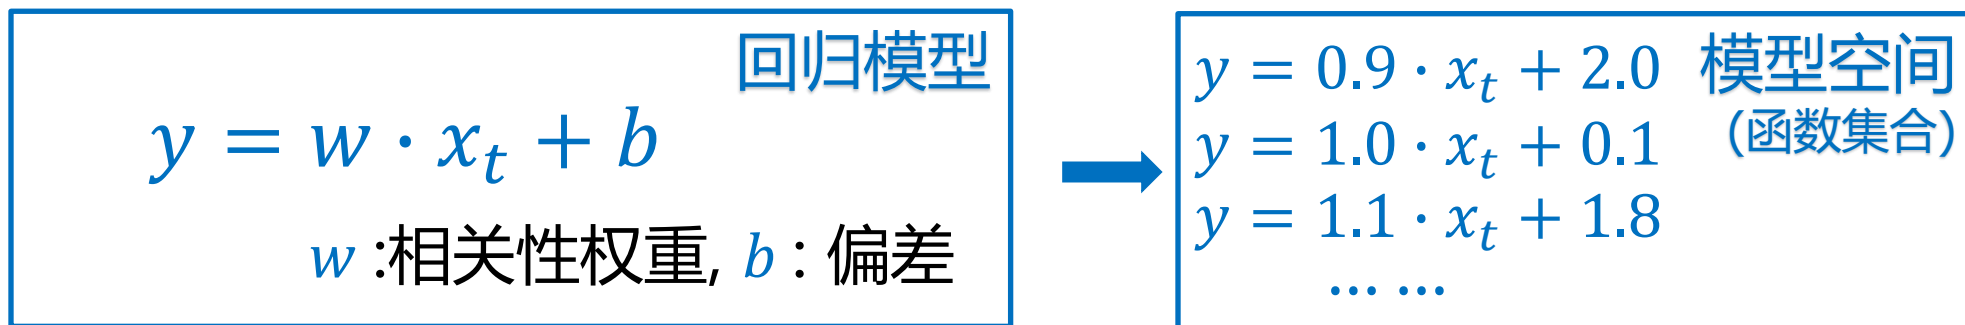 回归模型
y = w · x_t + b
w :相关性权重, b : 偏差
y = 0.9 · x_t + 2.0 模型空间
(函数集合)
y = 1.0 · x_t + 0.1
y = 1.1 · x_t + 1.8
... ...